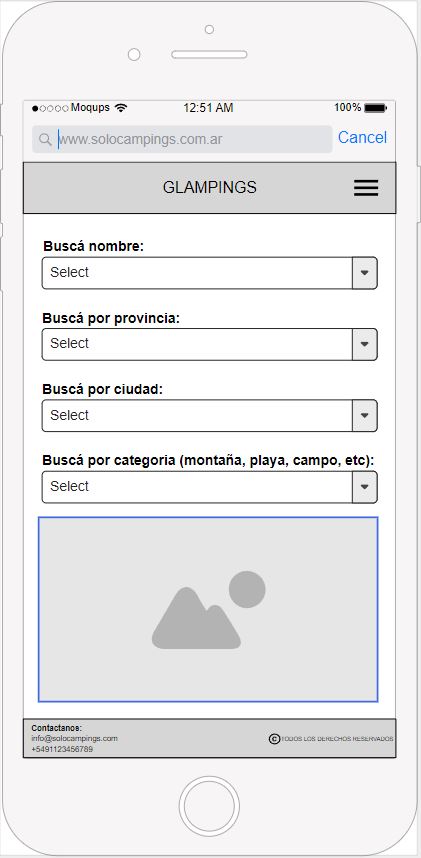 Moqups 12:51 AM 100%
www.solocampings.com.ar Cancel
GLAMPINGS
Buscá nombre:
Select
Buscá por provincia:
Select
Buscá por ciudad:
Select
Buscá por categoria (montaña, playa, campo, etc):
Select
Contactanos:
info@solocampings.com
© TODOS LOS DERECHOS RESERVADOS
+5491123456789